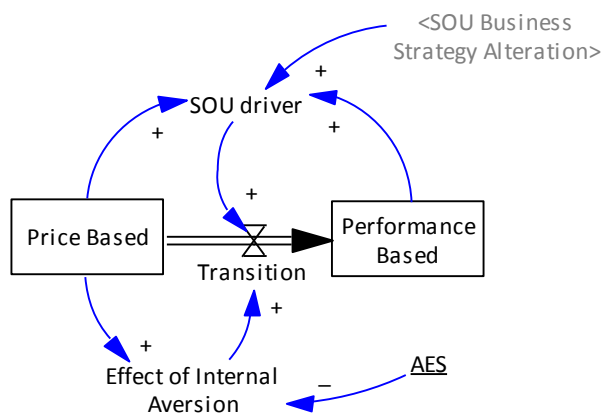 <SOU Business
Strategy Alteration>
+
SOU driver
+
+
+
Price Based
Performance
Based
Transition
+
+
Effect of Internal
Aversion
–
AES